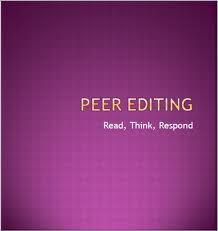 PEER EDITING
Read, Think, Respond